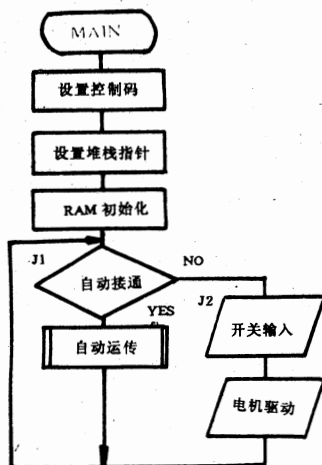 MAIN
设置控制码
设置堆栈指针
RAM 初始化
J1
自动接通
NO
YES
J2
开关输入
自动运传
电机驱动